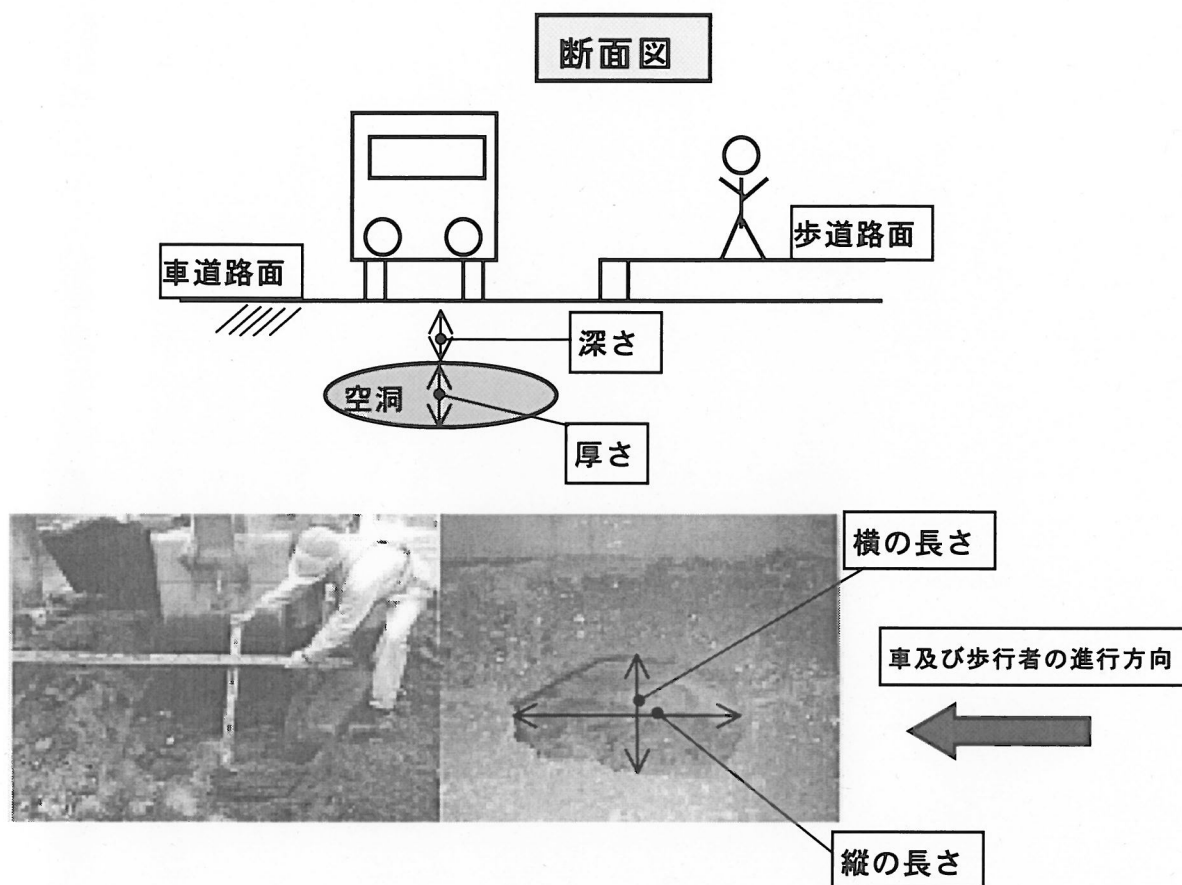 断面図
歩道路面
車道路面
深さ
空洞
厚さ
横の長さ
車及び歩行者の進行方向
縦の長さ